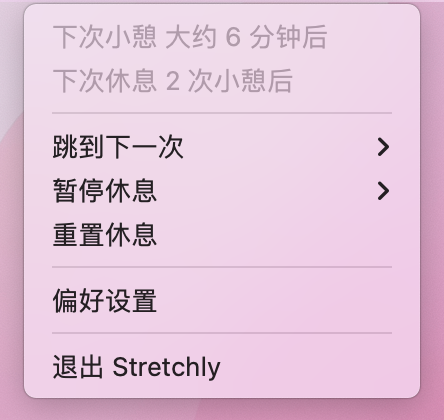 下次小憩 大约 6 分钟后
下次休息 2 次小憩后
跳到下一次
暂停休息
重置休息
偏好设置
退出 Stretchly